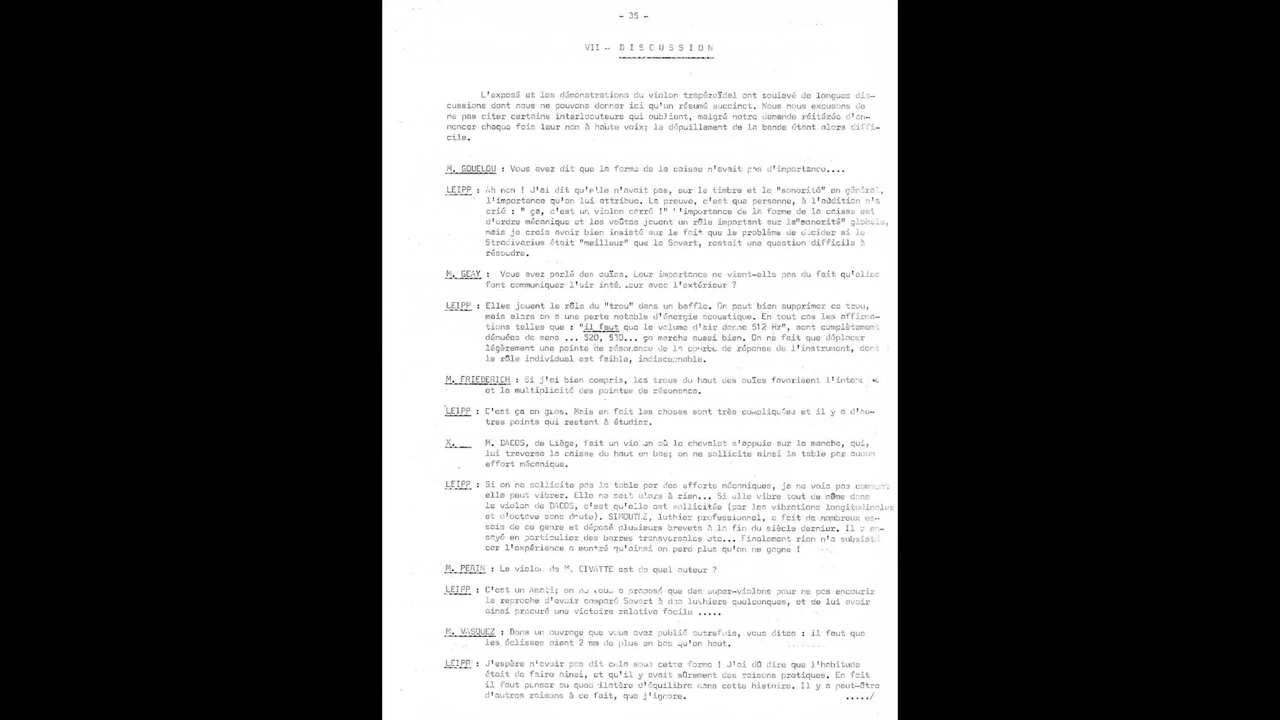 - 35 -
VII - DISCUSSION
L'exposé et les démonstrations du violon trapézoïdal ont soulevé de longues dis-
cussions dont nous ne pouvons donner ici qu'un résumé succinct. Nous nous excusons de
ne pas citer certains interlocuteurs qui oublient, malgré notre demande réitérée d'an-
noncer chaque fois leur nom à haute voix; le dépuillement de la bande étant alors diffi-
cile.
M. GOUELOU : Vous avez dit que la forme de la caisse n'avait pas d'importance....
LEIPP : Ah non ! J'ai dit qu'elle n'avait pas, sur le timbre et la "sonorité" en général,
l'importance qu'on lui attribue. La preuve, c'est que personne, à l'audition n'a
crié : " ça, c'est un violon carré !" l'importance de la forme de la caisse est
d'ordre mécanique et les voûtes jouent un rôle important sur la"sonorité" globale,
mais je crois avoir bien insisté sur le fait que le problème de décider si le
Stradivarius était "meilleur" que le Savart, restait une question difficile à
résoudre.
M. GEAY : Vous avez parlé des ouïes. Leur importance ne vient-elle pas du fait qu'elles
font communiquer l'air intérieur avec l'extérieur ?
LEIPP : Elles jouent le rôle du "trou" dans un baffle. On peut bien supprimer ce trou,
mais alors on a une perte notable d'énergie acoustique. En tout cas les affirma-
tions telles que : "il faut que le volume d'air donne 512 Hz", sont complètement
dénuées de sens ... 520, 530... ça marche aussi bien. On ne fait que déplacer
légèrement une pointe de résonance de la courbe de réponse de l'instrument, dont
le rôle individuel est faible, indiscernable.
M. FRIEDERICH : Si j'ai bien compris, les trous du haut des ouïes favorisent
et la multiplicité des pointes de résonance.
LEIPP : C'est ça en gros. Mais en fait les choses sont très compliquées et il y a d'au-
tres points qui restent à étudier.
X. M. DACOS, de Liège, fait un violon où le chevalet s'appuie sur le manche, qui,
lui traverse la caisse du haut en bas; on ne sollicite ainsi la table par aucun
effort mécanique.
LEIPP : Si on ne sollicite pas la table par des efforts mécaniques, je ne vois pas comment
elle peut vibrer. Elle ne sert alors à rien... Si elle vibre tout de même dans
le violon de DACOS, c'est qu'elle est sollicitée (par les vibrations longitudinales
et d'octave sans doute). luthier professionnel, a fait de nombreux es-
sais de ce genre et déposé plusieurs brevets à la fin du siècle dernier. Il a es-
sayé en particulier des barres transversales etc... Finalement rien n'a subsisté
car l'expérience a montré qu'ainsi on perd plus qu'on ne gagne !
M. PERIN : Le violon de M. CIVATTE est de quel auteur ?
LEIPP : C'est un Amati; on ne vous a proposé que des super-violons pour ne pas encourir
le reproche d'avoir comparé Savart à des luthiers quelconques, et de lui avoir
ainsi procuré une victoire relative facile .....
M. VASQUEZ : Dans un ouvrage que vous avez publié autrefois, vous dites : il faut que
les éclisses aient 2 mm de plus en bas qu'en haut.
LEIPP : J'espère n'avoir pas dit cela sous cette forme ! J'ai dû dire que l'habitude
était de faire ainsi, et qu'il y avait sûrement des raisons pratiques. En fait
il faut penser au quadrilatère d'équilibre dans cette histoire. Il y a peut-être
d'autres raisons à ce fait, que j'ignore. ...../